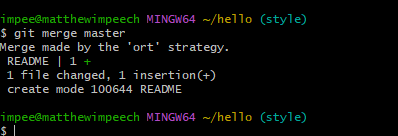 impee@matthewimpeech MINGW64 ~/hello (style)
$ git merge master
Merge made by the 'ort' strategy.
 README | 1 +
 1 file changed, 1 insertion(+)
 create mode 100644 README
impee@matthewimpeech MINGW64 ~/hello (style)
$